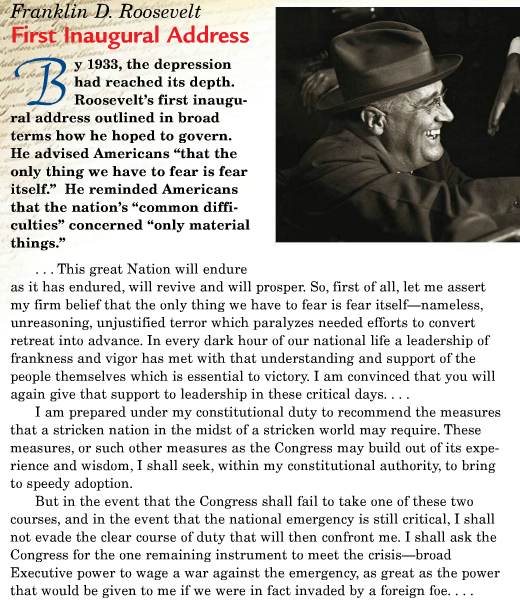 Franklin D. Roosevelt
First Inaugural Address
By 1933, the depression
had reached its depth.
Roosevelt's first inaugu-
ral address outlined in broad
terms how he hoped to govern.
He advised Americans “that the
only thing we have to fear is fear
itself.” He reminded Americans
that the nation's “common diffi-
culties” concerned “only material
things.”
. . . This great Nation will endure
as it has endured, will revive and will prosper. So, first of all, let me assert
my firm belief that the only thing we have to fear is fear itself—nameless,
unreasoning, unjustified terror which paralyzes needed efforts to convert
retreat into advance. In every dark hour of our national life a leadership of
frankness and vigor has met with that understanding and support of the
people themselves which is essential to victory. I am convinced that you will
again give that support to leadership in these critical days. . . .
I am prepared under my constitutional duty to recommend the measures
that a stricken nation in the midst of a stricken world may require. These
measures, or such other measures as the Congress may build out of its expe-
rience and wisdom, I shall seek, within my constitutional authority, to bring
to speedy adoption.
But in the event that the Congress shall fail to take one of these two
courses, and in the event that the national emergency is still critical, I shall
not evade the clear course of duty that will then confront me. I shall ask the
Congress for the one remaining instrument to meet the crisis—broad
Executive power to wage a war against the emergency, as great as the power
that would be given to me if we were in fact invaded by a foreign foe. . . .